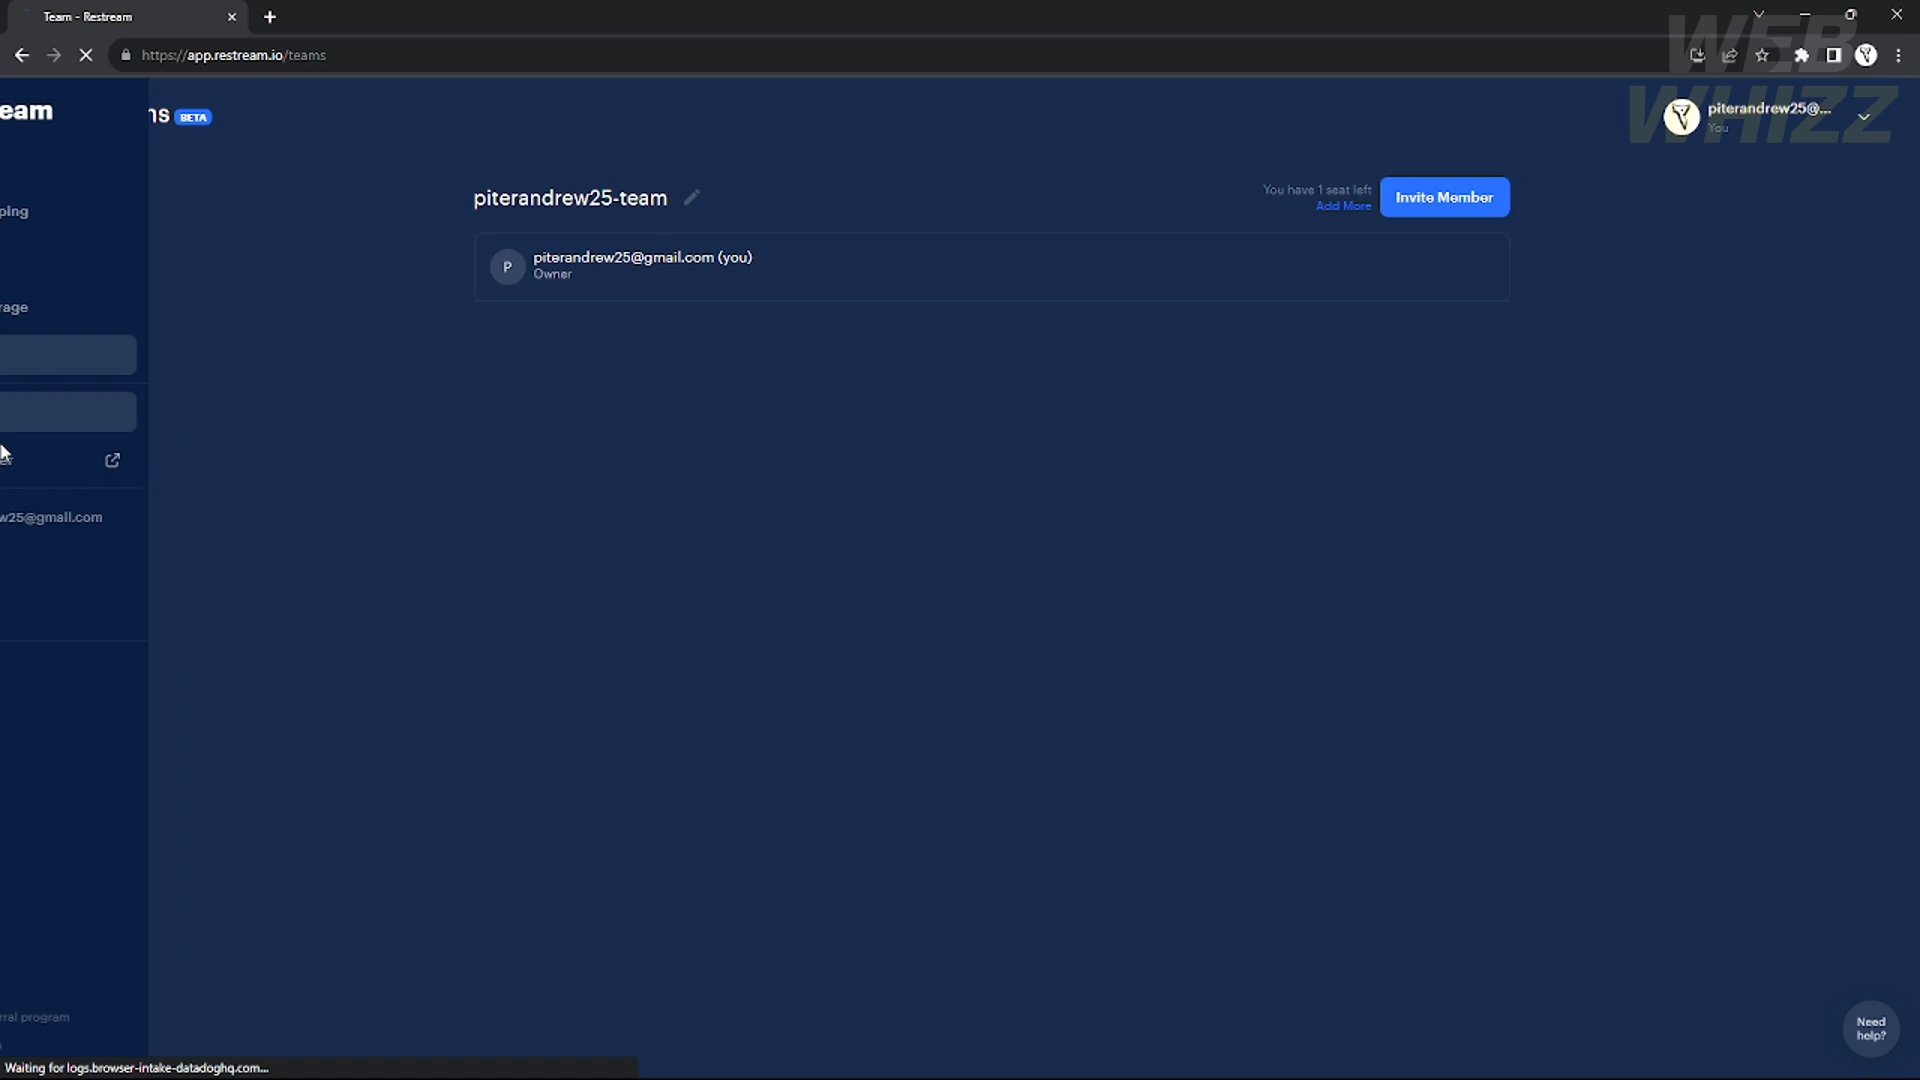 Team - Restream
https://app.restream.io/teams
WEB
WHIZZ
eam
ns BETA
piterandrew25@...
You
piterandrew25-team
You have 1 seat left
Add More
Invite Member
P
piterandrew25@gmail.com (you)
Owner
ping
rage
w25@gmail.com
rral program
Need
help?
Waiting for logs.browser-intake-datadoghq.com...